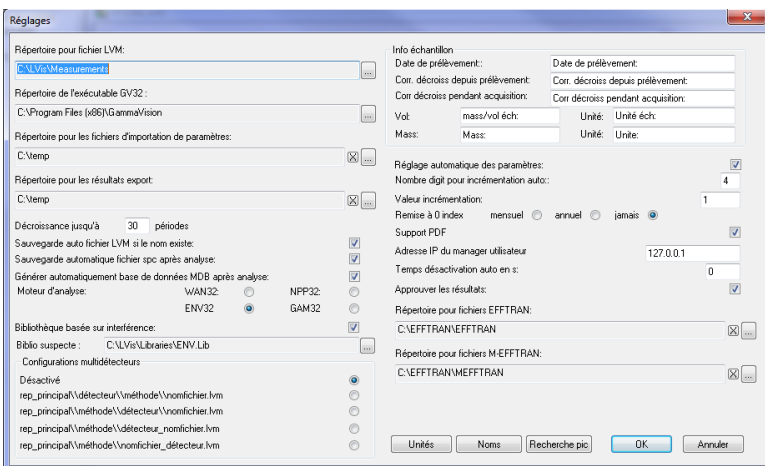 Réglages
Répertoire pour fichier LVM:
C:\LVis\Measurements
...
Répertoire de l'exécutable GV32 :
C:\Program Files (x86)\GammaVision
...
Répertoire pour les fichiers d'importation de paramètres:
C:\temp
...
Répertoire pour les résultats export:
C:\temp
...
Décroissance jusqu'à 30 périodes
Sauvegarde auto fichier LVM si le nom existe:
Sauvegarde automatique fichier spc après analyse:
Générer automatiquement base de données MDB après analyse:
Moteur d'analyse: WAN32: NPP32:
ENV32 GAM32
Bibliothèque basée sur interférence:
Biblio suspecte : C:\LVis\Libraries\ENV.Lib
...
Configurations multidétecteurs
Désactivé
rep_principal\\détecteur\\méthode\\nomfichier.lvm
rep_principal\\méthode\\détecteur\\nomfichier.lvm
rep_principal\\méthode\\détecteur_nomfichier.lvm
rep_principal\\méthode\\nomfichier_détecteur.lvm
Info échantillon
Date de prélèvement:: Date de prélèvement:
Corr. décroiss depuis prélèvement: Corr. décroiss depuis prélèvement:
Corr décroiss pendant acquisition: Corr décroiss pendant acquisition:
Vol: mass/vol éch: Unité: Unité éch:
Mass: Mass: Unité: Unite:
Réglage automatique des paramètres:
Nombre digit pour incrémentation auto:: 4
Valeur incrémentation: 1
Remise à 0 index mensuel annuel jamais
Support PDF
Adresse IP du manager utilisateur 127.0.0.1
Temps désactivation auto en s: 0
Approuver les résultats:
Répertoire pour fichiers EFFTRAN:
C:\EFFTRAN\EFFTRAN
...
Répertoire pour fichiers M-EFFTRAN:
C:\EFFTRAN\MEFFTRAN
...
Unités Noms Recherche pic OK Annuler